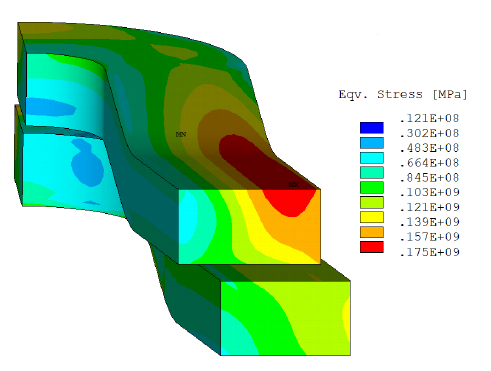 Eqv. Stress [MPa]
.121E+08
.302E+08
.483E+08
.664E+08
.845E+08
.103E+09
.121E+09
.139E+09
.157E+09
.175E+09
MN